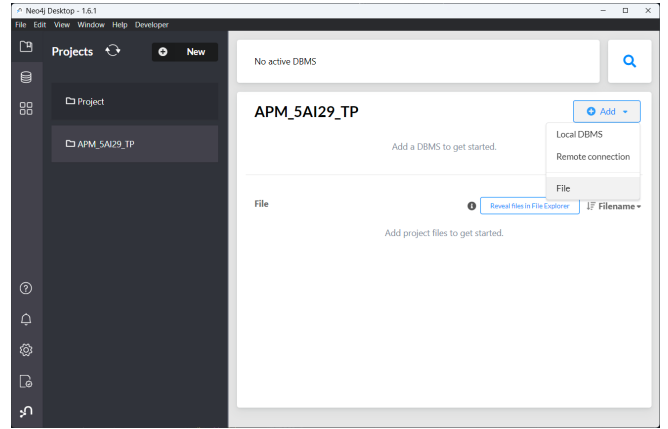 Neo4j Desktop - 1.6.1
File Edit View Window Help Developer
Projects
New
Project
APM_5AI29_TP
No active DBMS
APM_5AI29_TP
Add
Local DBMS
Remote connection
File
Add a DBMS to get started.
File
Reveal files in File Explorer
Filename
Add project files to get started.